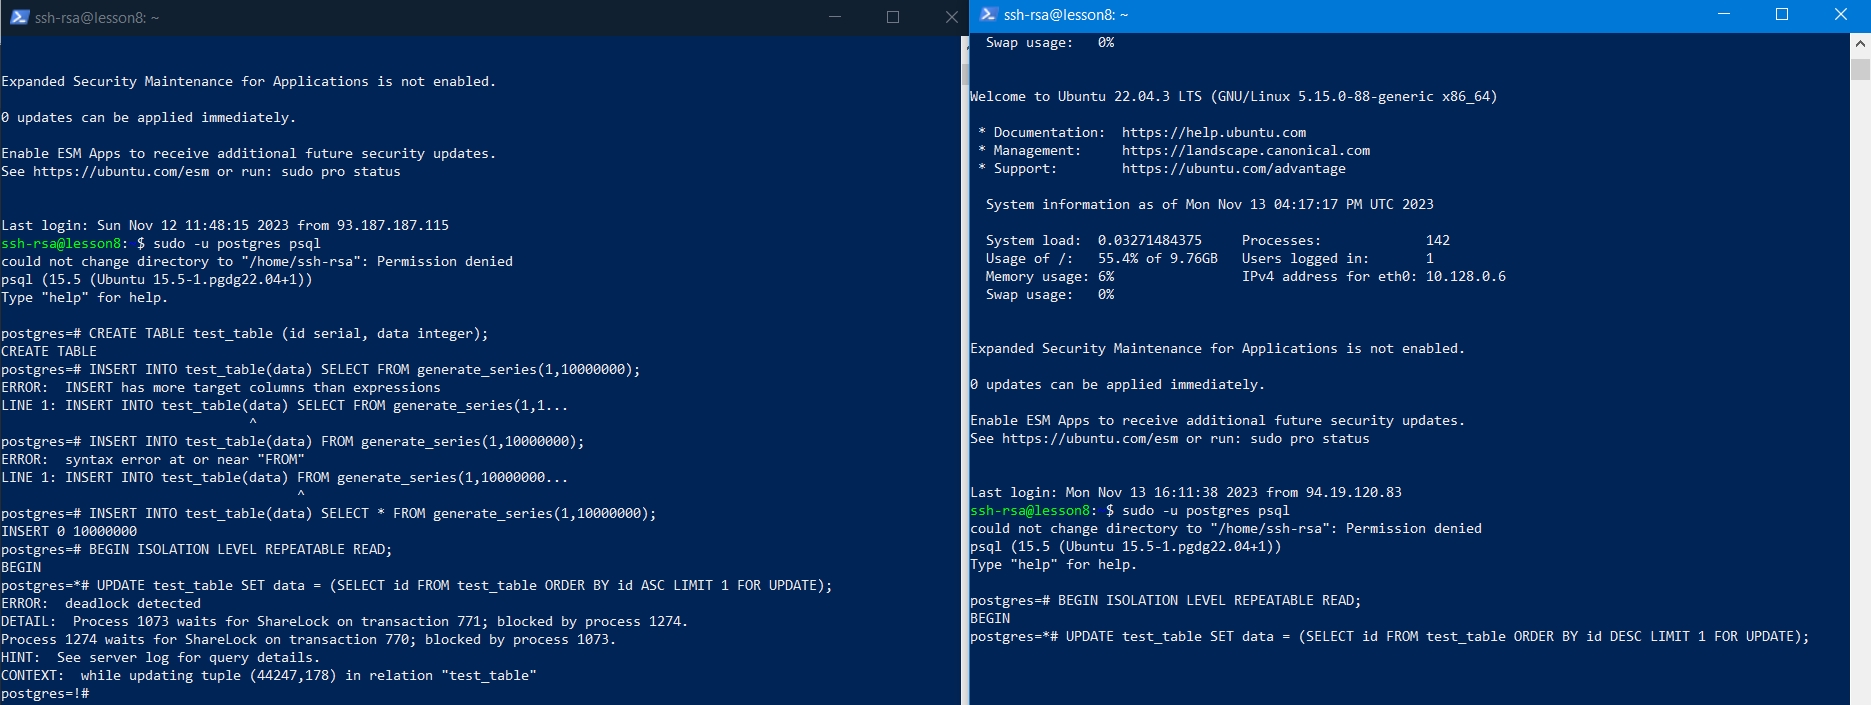 ssh-rsa@lesson8: ~
Expanded Security Maintenance for Applications is not enabled.
0 updates can be applied immediately.
Enable ESM Apps to receive additional future security updates.
See https://ubuntu.com/esm or run: sudo pro status
Last login: Sun Nov 12 11:48:15 2023 from 93.187.187.115
ssh-rsa@lesson8:~$ sudo -u postgres psql
could not change directory to "/home/ssh-rsa": Permission denied
psql (15.5 (Ubuntu 15.5-1.pgdg22.04+1))
Type "help" for help.
postgres=# CREATE TABLE test_table (id serial, data integer);
CREATE TABLE
postgres=# INSERT INTO test_table(data) SELECT FROM generate_series(1,10000000);
ERROR:  INSERT has more target columns than expressions
LINE 1: INSERT INTO test_table(data) SELECT FROM generate_series(1,1...
^
postgres=# INSERT INTO test_table(data) FROM generate_series(1,10000000);
ERROR:  syntax error at or near "FROM"
LINE 1: INSERT INTO test_table(data) FROM generate_series(1,10000000...
^
postgres=# INSERT INTO test_table(data) SELECT * FROM generate_series(1,10000000);
INSERT 0 10000000
postgres=# BEGIN ISOLATION LEVEL REPEATABLE READ;
BEGIN
postgres=*# UPDATE test_table SET data = (SELECT id FROM test_table ORDER BY id ASC LIMIT 1 FOR UPDATE);
ERROR:  deadlock detected
DETAIL:  Process 1073 waits for ShareLock on transaction 771; blocked by process 1274.
Process 1274 waits for ShareLock on transaction 770; blocked by process 1073.
HINT:  See server log for query details.
CONTEXT:  while updating tuple (44247,178) in relation "test_table"
postgres=!#
ssh-rsa@lesson8: ~
Swap usage:   0%
Welcome to Ubuntu 22.04.3 LTS (GNU/Linux 5.15.0-88-generic x86_64)
* Documentation:  https://help.ubuntu.com
* Management:     https://landscape.canonical.com
* Support:        https://ubuntu.com/advantage
System information as of Mon Nov 13 04:17:17 PM UTC 2023
System load:  0.03271484375     Processes:             142
Usage of /:   55.4% of 9.76GB   Users logged in:       1
Memory usage: 6%                IPv4 address for eth0: 10.128.0.6
Swap usage:   0%
Expanded Security Maintenance for Applications is not enabled.
0 updates can be applied immediately.
Enable ESM Apps to receive additional future security updates.
See https://ubuntu.com/esm or run: sudo pro status
Last login: Mon Nov 13 16:11:38 2023 from 94.19.120.83
ssh-rsa@lesson8:~$ sudo -u postgres psql
could not change directory to "/home/ssh-rsa": Permission denied
psql (15.5 (Ubuntu 15.5-1.pgdg22.04+1))
Type "help" for help.
postgres=# BEGIN ISOLATION LEVEL REPEATABLE READ;
BEGIN
postgres=*# UPDATE test_table SET data = (SELECT id FROM test_table ORDER BY id DESC LIMIT 1 FOR UPDATE);